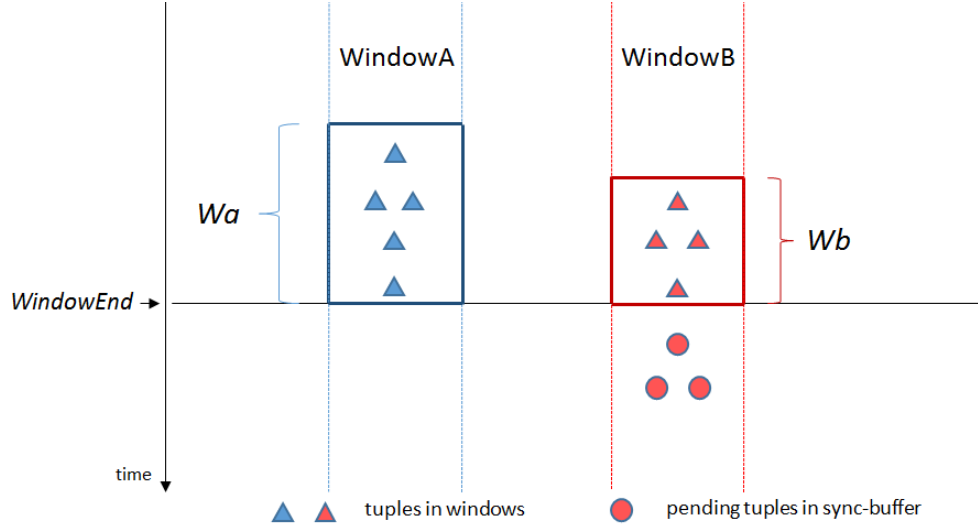 WindowA
WindowB
Wa
Wb
WindowEnd
time
tuples in windows
pending tuples in sync-buffer